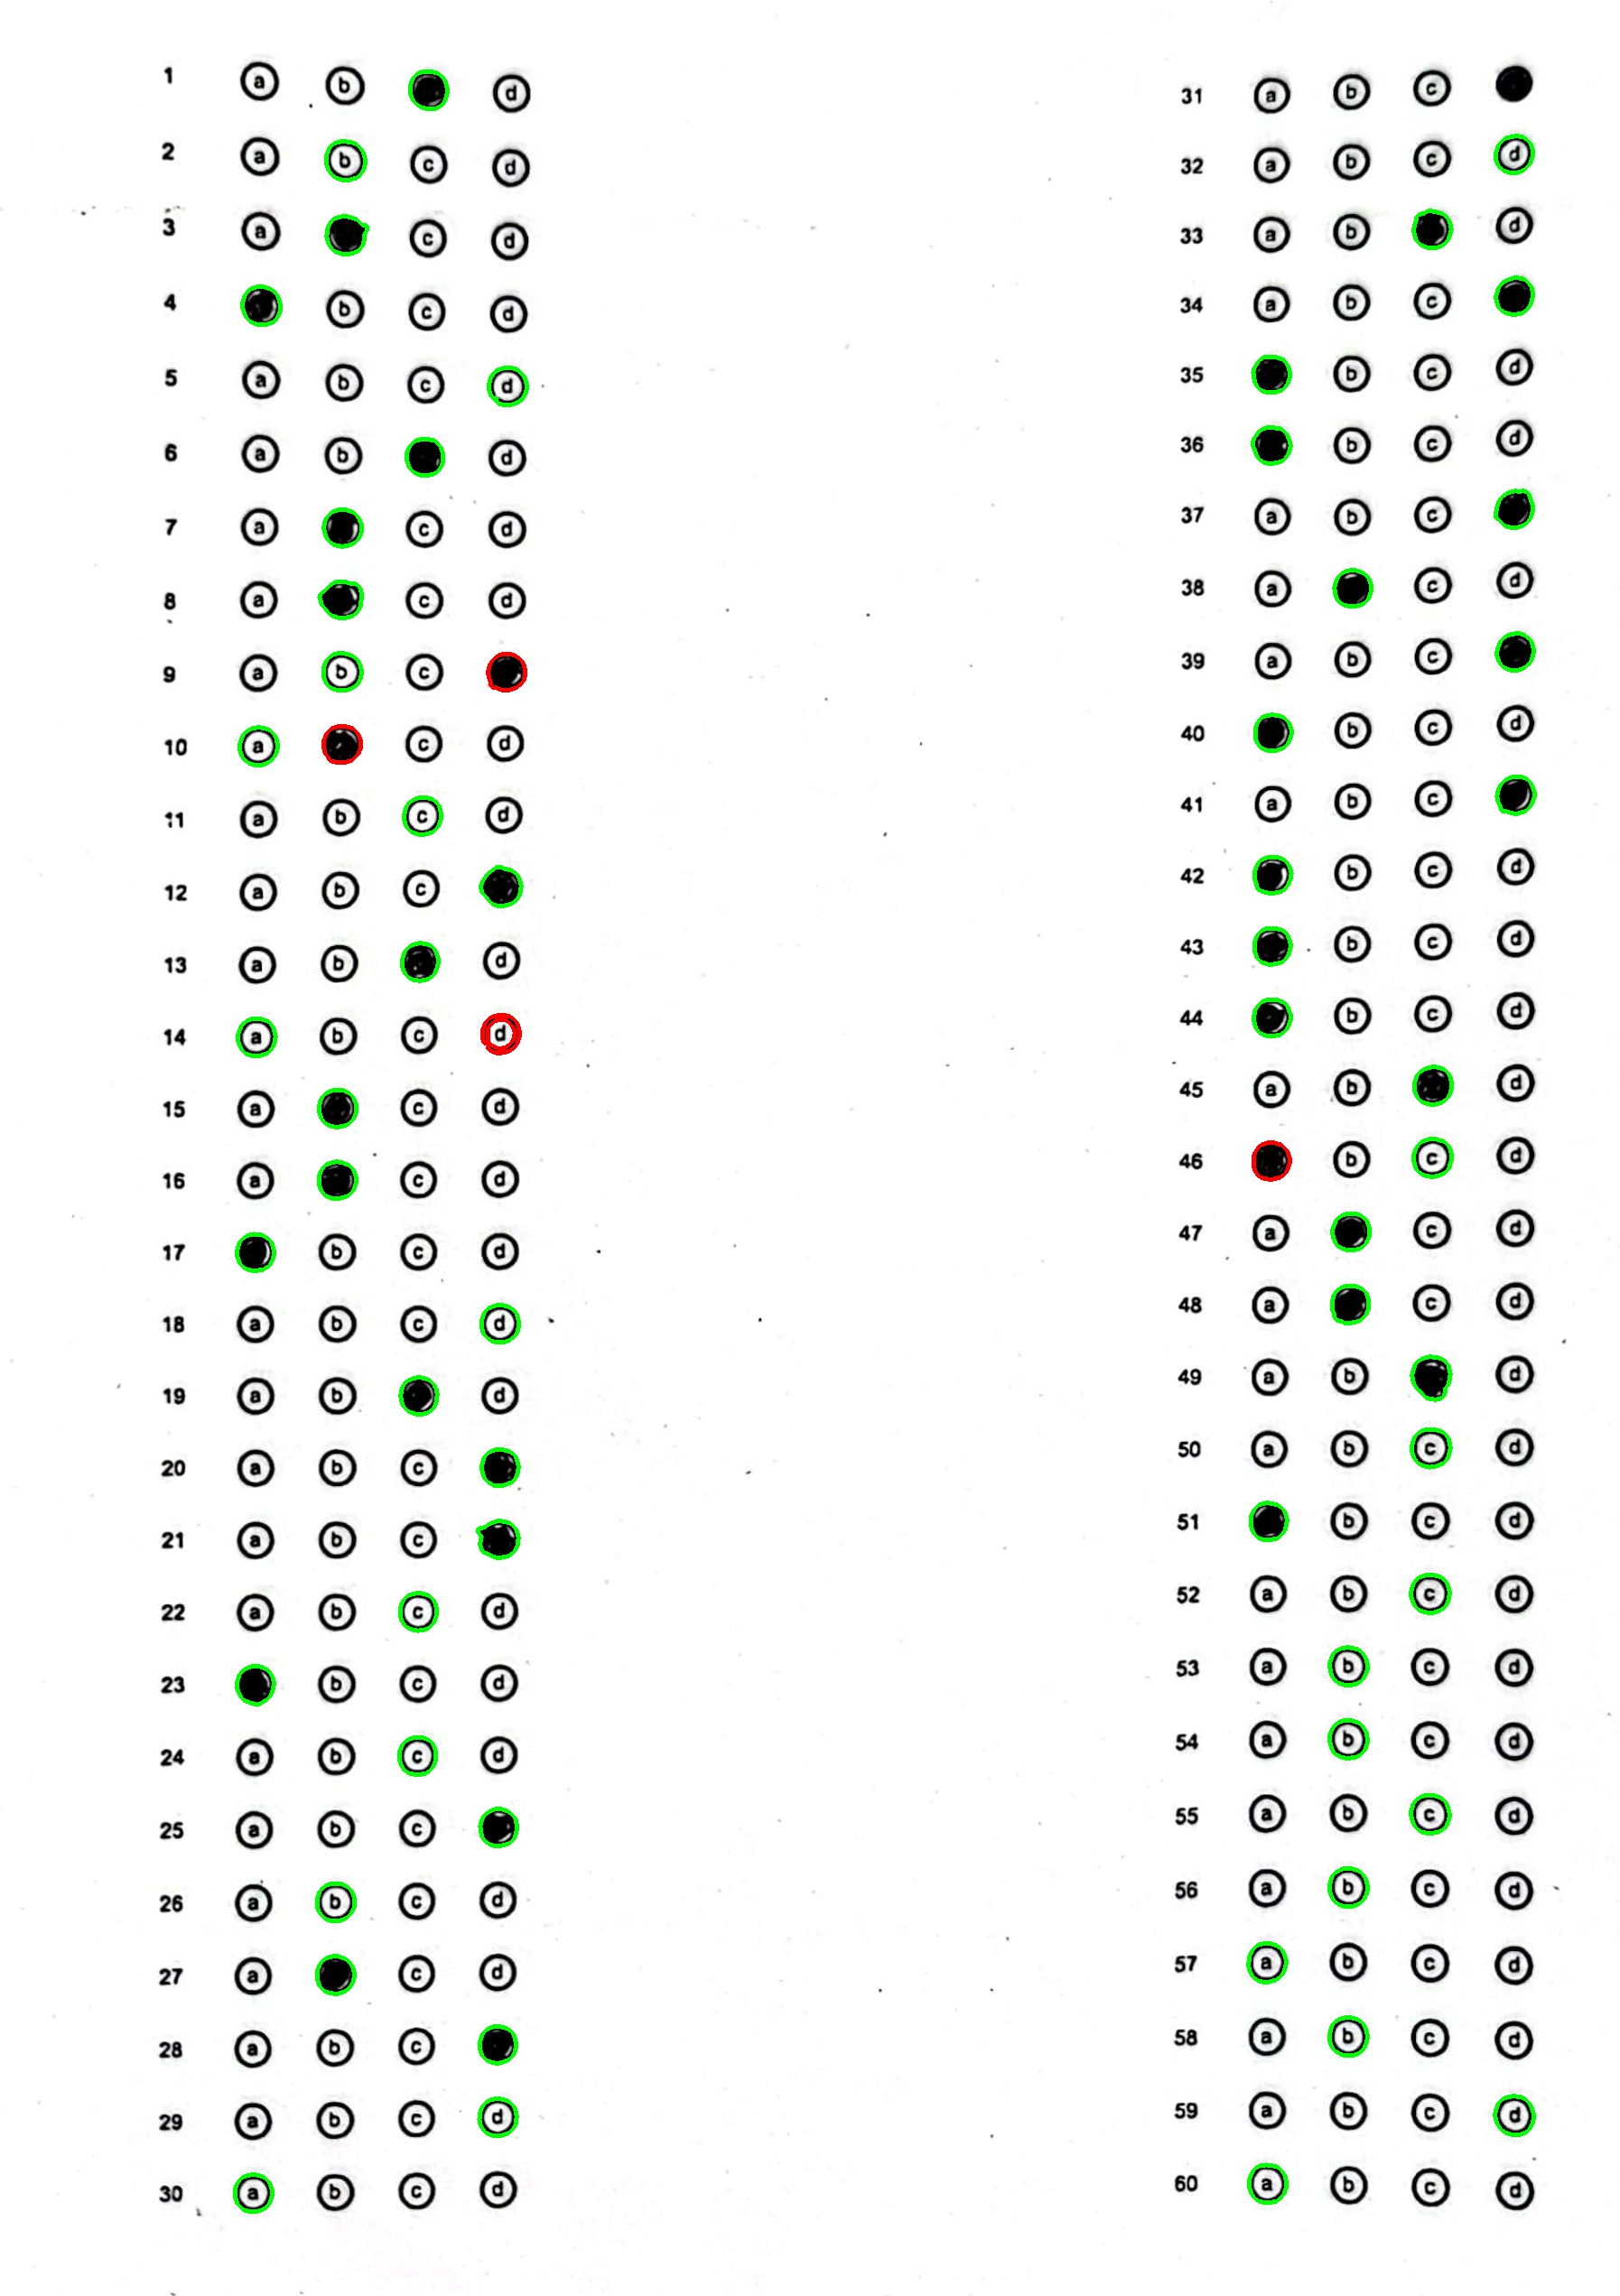 1 a b d
2 a b c d
3 a c d
4 b c d
5 a b c d
6 a b d
7 a c d
8 a c d
9 a b c
10 a c d
11 a b c d
12 a b c
13 a b d
14 a b c d
15 a c d
16 a c d
17 b c d
18 a b c d
19 a b d
20 a b c
21 a b c
22 a b c d
23 b c d
24 a b c d
25 a b c
26 a b c d
27 a c d
28 a b c
29 a b c d
30 a b c d
31 a b c
32 a b c d
33 a b d
34 a b c
35 b c d
36 b c d
37 a b c
38 a c d
39 a b c
40 b c d
41 a b c
42 b c d
43 b c d
44 b c d
45 a b d
46 b c d
47 a c d
48 a c d
49 a b d
50 a b c d
51 b c d
52 a b c d
53 a b c d
54 a b c d
55 a b c d
56 a b c d
57 a b c d
58 a b c d
59 a b c d
60 a b c d